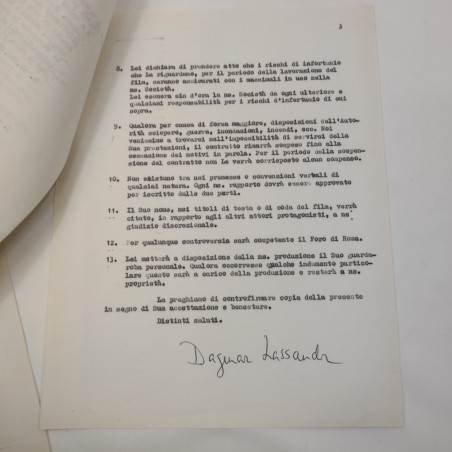 3
8. Lei dichiara di prendere atto che i rischi di infortunio
che La riguardano, per il periodo della lavorazione del
film, saranno assicurati con i massimali in uso nella
ns. Società.
Lei esonera sin d'ora la ns. Società da ogni ulteriore e
qualsiasi responsabilità per i rischi d'infortunio di cui
sopra.
9. Qualora per causa di forza maggiore, disposizioni dell'Auto-
rità scioperi, guerra, inondazioni, incendi, ecc. Noi
venissimo a trovarci nell'impossibilità di servirci delle
Sue prestazioni, il contratto rimarrà sospeso fino alla
cessazione dei motivi in parola. Per il periodo della sospen-
sione del contratto non Le verrà corrisposto alcun compenso.
10. Non esistono tra noi promesse o convenzioni verbali di
qualsiasi natura. Ogni ns. rapporto dovrà essere approvato
per iscritto dalle due parti.
11. Il Suo nome, nei titoli di testa o di coda del film, verrà
citato, in rapporto agli altri attori protagonisti, a ns.
giudizio discrezionale.
12. Per qualunque controversia sarà competente il Foro di Roma.
13. Lei metterà a disposizione della ns. produzione il Suo guarda-
roba personale. Qualora occorresse qualche indumento partico-
lare questo sarà a carico della produzione e resterà a ns.
proprietà.
La preghiamo di controfirmare copia della presente
in segno di Sua accettazione e benestare.
Distinti saluti.
Dagmar Lassander